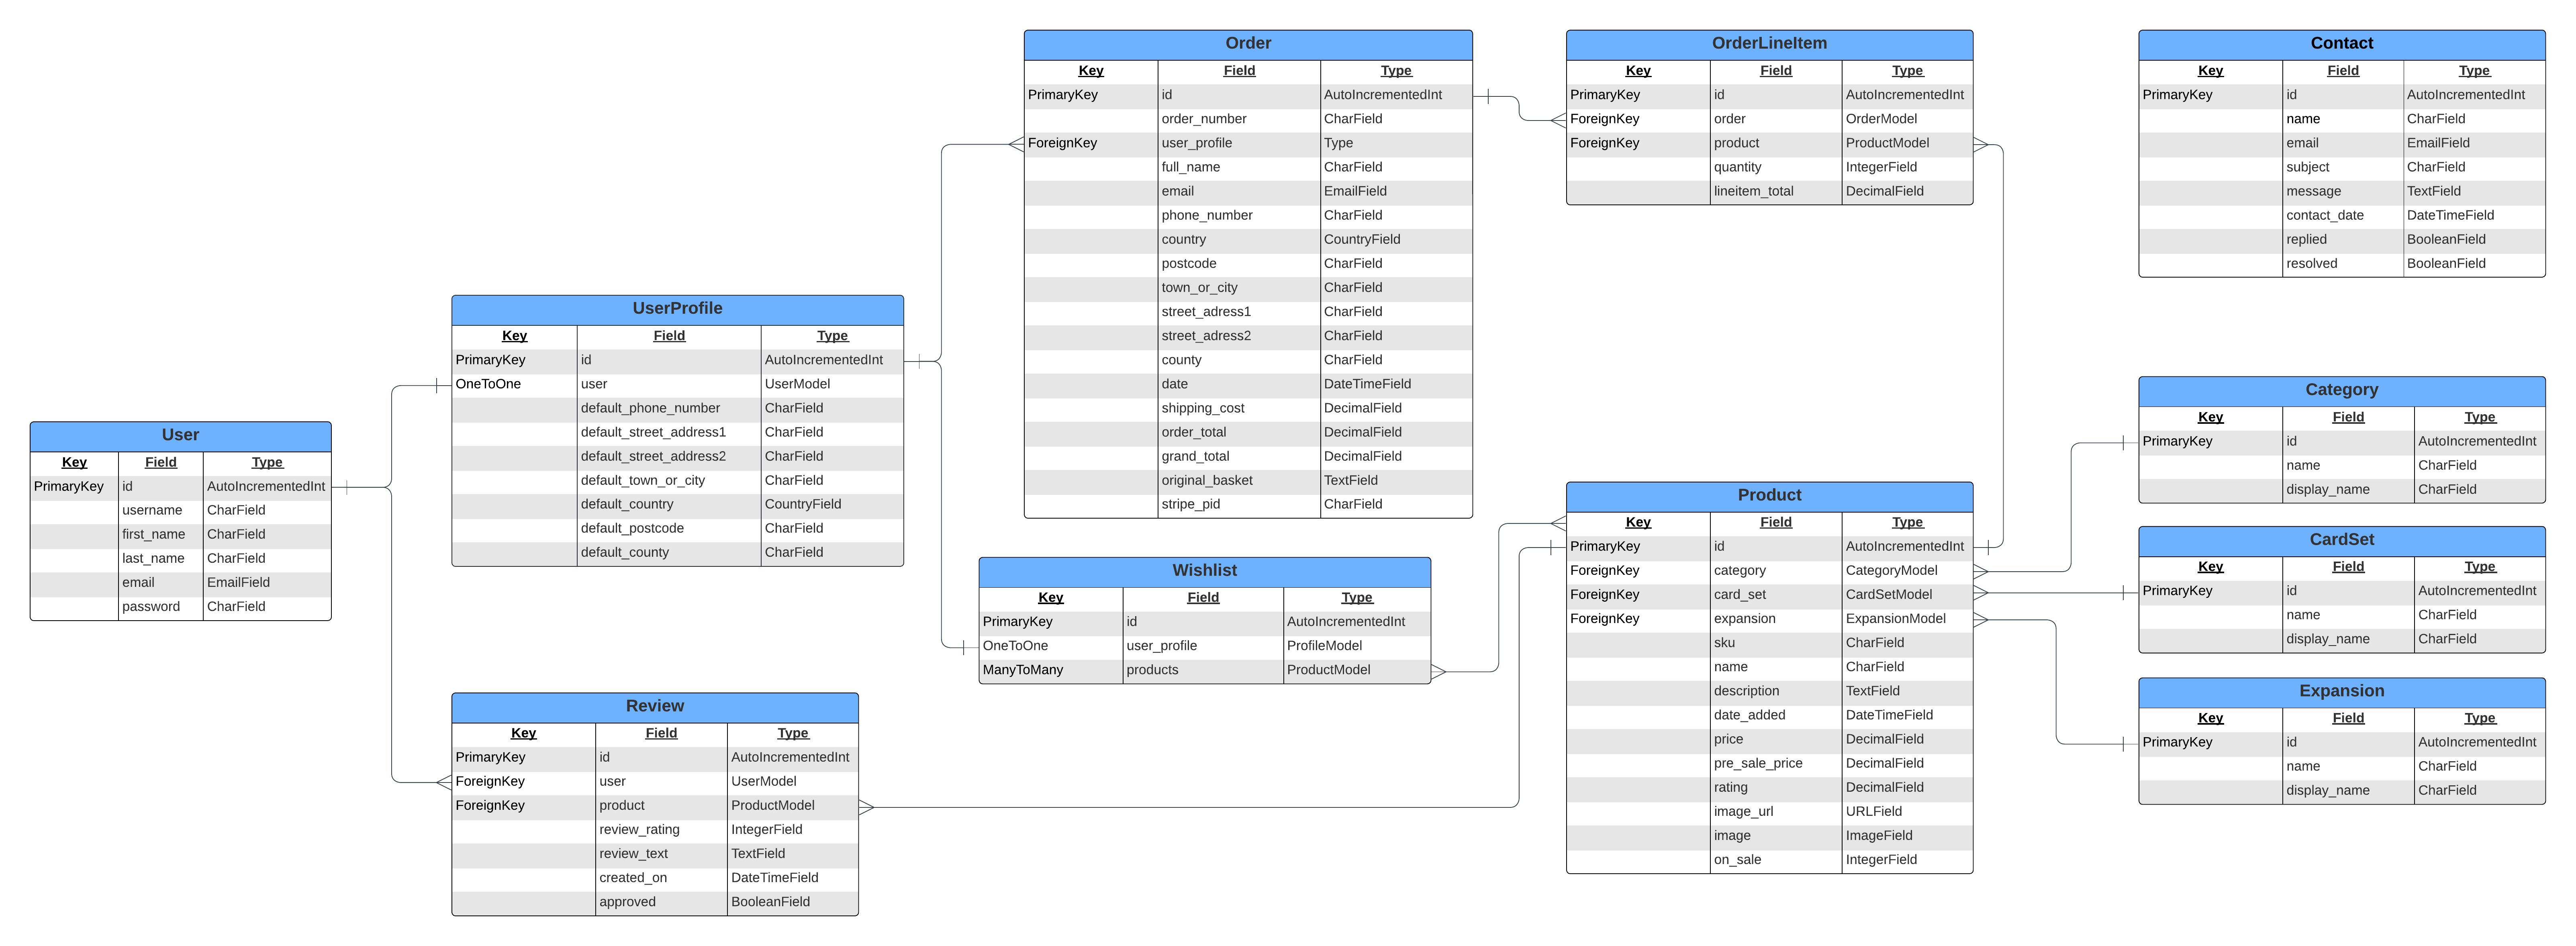 Order
Key Field Type
PrimaryKey id AutoIncrementedInt
order_number CharField
ForeignKey user_profile Type
full_name CharField
email EmailField
phone_number CharField
country CountryField
postcode CharField
town_or_city CharField
street_adress1 CharField
street_adress2 CharField
county CharField
date DateTimeField
shipping_cost DecimalField
order_total DecimalField
grand_total DecimalField
original_basket TextField
stripe_pid CharField
OrderLineItem
Key Field Type
PrimaryKey id AutoIncrementedInt
ForeignKey order OrderModel
ForeignKey product ProductModel
quantity IntegerField
lineitem_total DecimalField
Contact
Key Field Type
PrimaryKey id AutoIncrementedInt
name CharField
email EmailField
subject CharField
message TextField
contact_date DateTimeField
replied BooleanField
resolved BooleanField
UserProfile
Key Field Type
PrimaryKey id AutoIncrementedInt
OneToOne user UserModel
default_phone_number CharField
default_street_address1 CharField
default_street_address2 CharField
default_town_or_city CharField
default_country CountryField
default_postcode CharField
default_county CharField
User
Key Field Type
PrimaryKey id AutoIncrementedInt
username CharField
first_name CharField
last_name CharField
email EmailField
password CharField
Wishlist
Key Field Type
PrimaryKey id AutoIncrementedInt
OneToOne user_profile ProfileModel
ManyToMany products ProductModel
Product
Key Field Type
PrimaryKey id AutoIncrementedInt
ForeignKey category CategoryModel
ForeignKey card_set CardSetModel
ForeignKey expansion ExpansionModel
sku CharField
name CharField
description TextField
date_added DateTimeField
price DecimalField
pre_sale_price DecimalField
rating DecimalField
image_url URLField
image ImageField
on_sale IntegerField
Category
Key Field Type
PrimaryKey id AutoIncrementedInt
name CharField
display_name CharField
CardSet
Key Field Type
PrimaryKey id AutoIncrementedInt
name CharField
display_name CharField
Expansion
Key Field Type
PrimaryKey id AutoIncrementedInt
name CharField
display_name CharField
Review
Key Field Type
PrimaryKey id AutoIncrementedInt
ForeignKey user UserModel
ForeignKey product ProductModel
review_rating IntegerField
review_text TextField
created_on DateTimeField
approved BooleanField